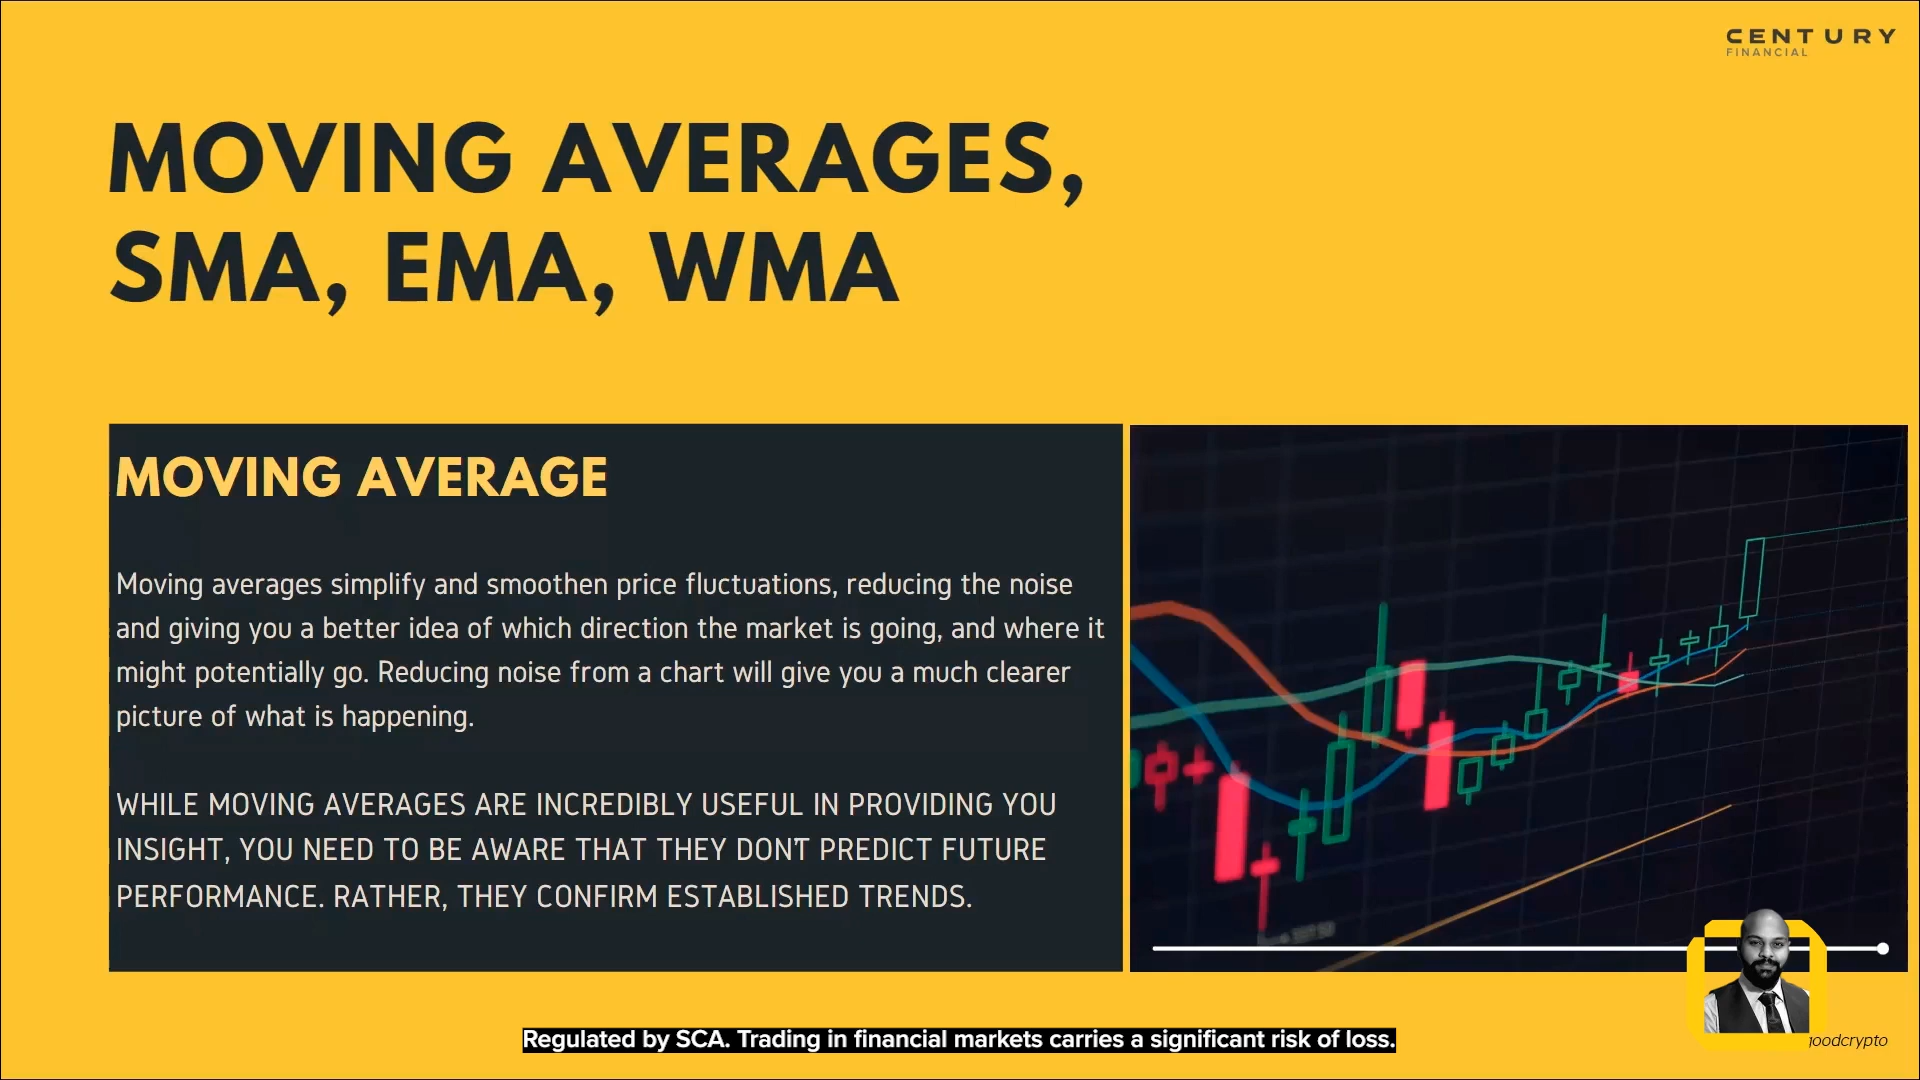 CENTURY
FINANCIAL
MOVING AVERAGES,
SMA, EMA, WMA
MOVING AVERAGE
Moving averages simplify and smoothen price fluctuations, reducing the noise
and giving you a better idea of which direction the market is going, and where it
might potentially go. Reducing noise from a chart will give you a much clearer
picture of what is happening.
WHILE MOVING AVERAGES ARE INCREDIBLY USEFUL IN PROVIDING YOU
INSIGHT, YOU NEED TO BE AWARE THAT THEY DON'T PREDICT FUTURE
PERFORMANCE. RATHER, THEY CONFIRM ESTABLISHED TRENDS.
Regulated by SCA. Trading in financial markets carries a significant risk of loss.
goodcrypto